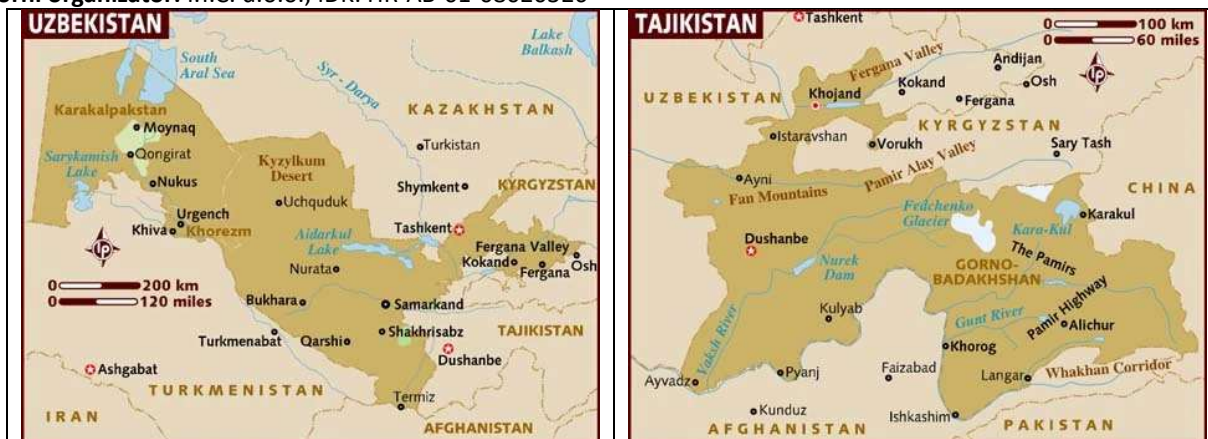 UZBEKISTAN
Lake
Balkash
South
Aral Sea
Syr - Darya
KAZAKHSTAN
Karakalpakstan
Moynaq
Turkistan
Sarykamish
Lake
Qongirat
Kyzylkum
Desert
Nukus
Shymkent
KYRGYZSTAN
Uchquduk
Urgench
Khiva
Khorezm
Tashkent
Aidarkul
Lake
Fergana Valley
Kokand
Osh
Fergana
Nurata
0 200 km
0 120 miles
Bukhara
Samarkand
Turkmenabat
Qarshi
Shakhrisabz
TAJIKISTAN
Dushanbe
Ashgabat
TURKMENISTAN
Termiz
IRAN
AFGHANISTAN
TAJIKISTAN
Tashkent
0 100 km
0 60 miles
Fergana Valley
Andijan
Kokand
Osh
UZBEKISTAN
Khojand
Fergana
KYRGYZSTAN
Istaravshan
Vorukh
Sary Tash
Pamir Alay Valley
Ayni
CHINA
Fan Mountains
Fedchenko
Glacier
Karakul
Kara-Kul
Dushanbe
The Pamirs
Nurek
Dam
GORNO-
BADAKHSHAN
Kulyab
Pamir Highway
Gunt River
Alichur
Vaksh River
Khorog
Ayvadz
Pyanj
Faizabad
Langar
Whakhan Corridor
Kunduz
Ishkashim
AFGHANISTAN
PAKISTAN